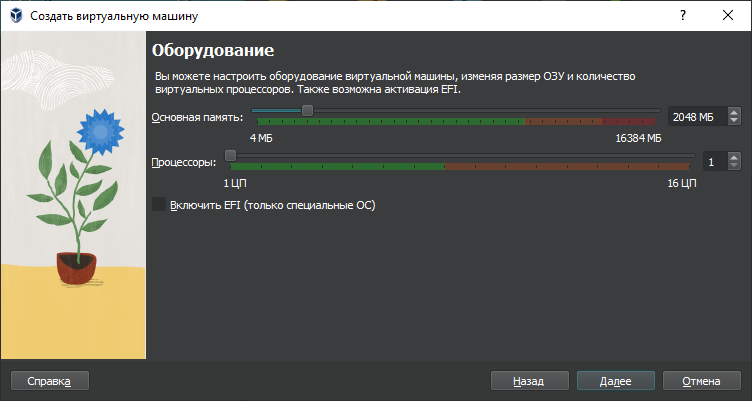 Создать виртуальную машину
Оборудование
Вы можете настроить оборудование виртуальной машины, изменяя размер ОЗУ и количество
виртуальных процессоров. Также возможна активация EFI.
Основная память:
2048 МБ
4 МБ
16384 МБ
Процессоры:
1
1 ЦП
16 ЦП
Включить EFI (только специальные ОС)
Справка
Назад
Далее
Отмена